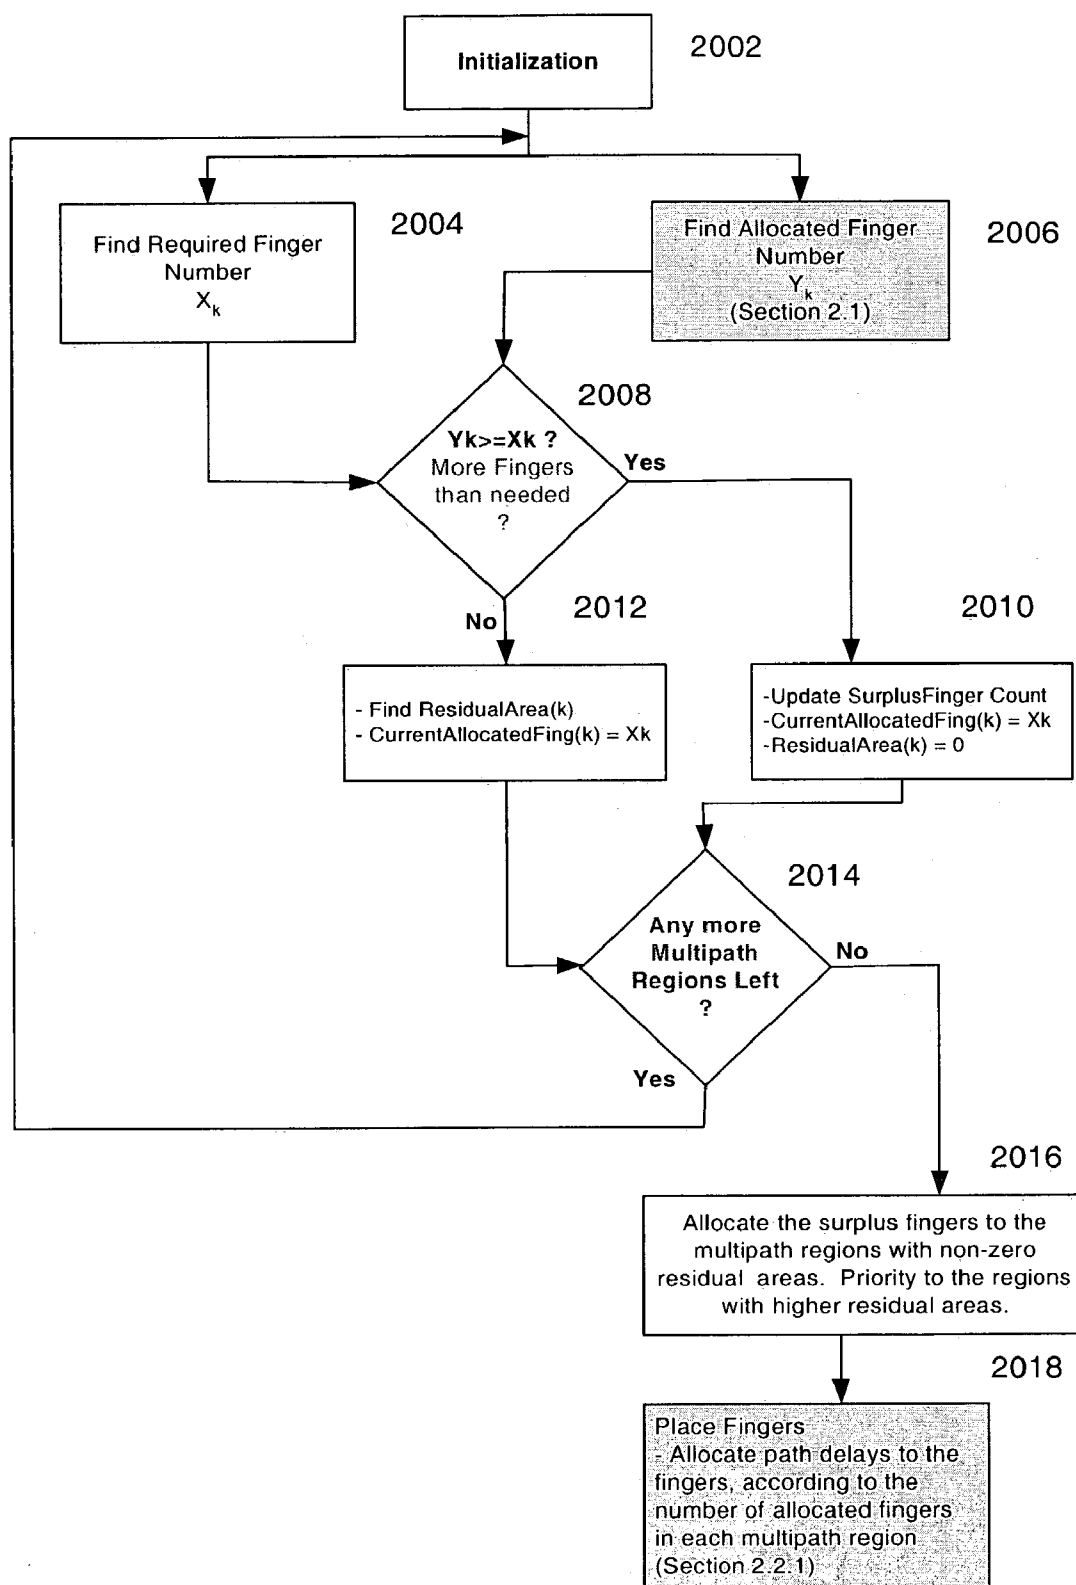 Initialization
2002
2004
2006
Find Required Finger
Number
Xk
Find Allocated Finger
Number
Yk
(Section 2.1)
2008
Yk>=Xk ?
More Fingers
than needed
?
Yes
No
2012
2010
- Find ResidualArea(k)
- CurrentAllocatedFing(k) = Xk
-Update SurplusFinger Count
-CurrentAllocatedFing(k) = Xk
-ResidualArea(k) = 0
2014
Any more
Multipath
Regions Left
?
No
Yes
2016
Allocate the surplus fingers to the
multipath regions with non-zero
residual areas. Priority to the regions
with higher residual areas.
2018
Place Fingers
- Allocate path delays to the
fingers, according to the
number of allocated fingers
in each multipath region
(Section 2.2.1)